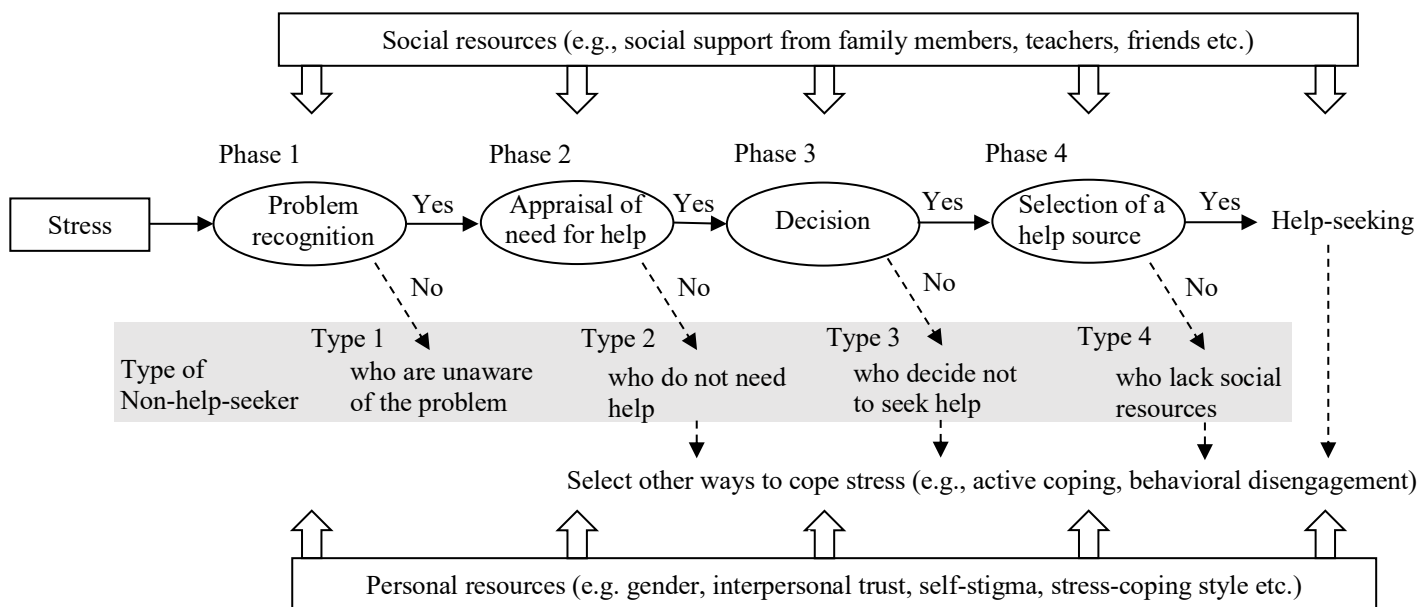 Social resources (e.g., social support from family members, teachers, friends etc.)
Phase 1
Phase 2
Phase 3
Phase 4
Stress
Problem
recognition
Yes
Appraisal of
need for help
Yes
Decision
Yes
Selection of a
help source
Yes
Help-seeking
No
No
No
No
Type of
Non-help-seeker
Type 1
who are unaware
of the problem
Type 2
who do not need
help
Type 3
who decide not
to seek help
Type 4
who lack social
resources
Select other ways to cope stress (e.g., active coping, behavioral disengagement)
Personal resources (e.g. gender, interpersonal trust, self-stigma, stress-coping style etc.)